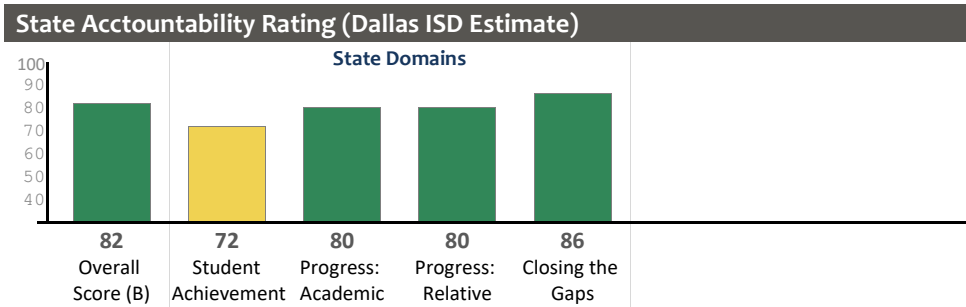 State Acctountability Rating (Dallas ISD Estimate)
State Domains
100
90
80
70
60
50
40
82
72
80
80
86
Overall
Student
Progress:
Progress:
Closing the
Score (B)
Achievement
Academic
Relative
Gaps